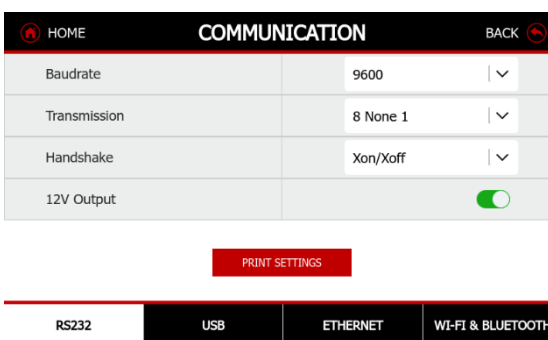 HOME COMMUNICATION BACK
Baudrate 9600
Transmission 8 None 1
Handshake Xon/Xoff
12V Output
PRINT SETTINGS
RS232 USB ETHERNET WI-FI & BLUETOOTH